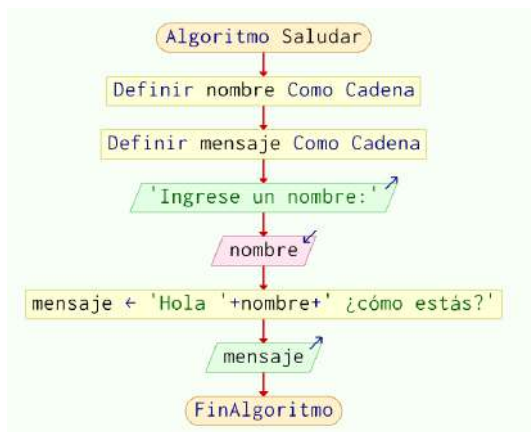 Algoritmo Saludar
Definir nombre Como Cadena
Definir mensaje Como Cadena
'Ingrese un nombre:'
nombre
mensaje ← 'Hola '+nombre+' ¿cómo estás?'
mensaje
FinAlgoritmo